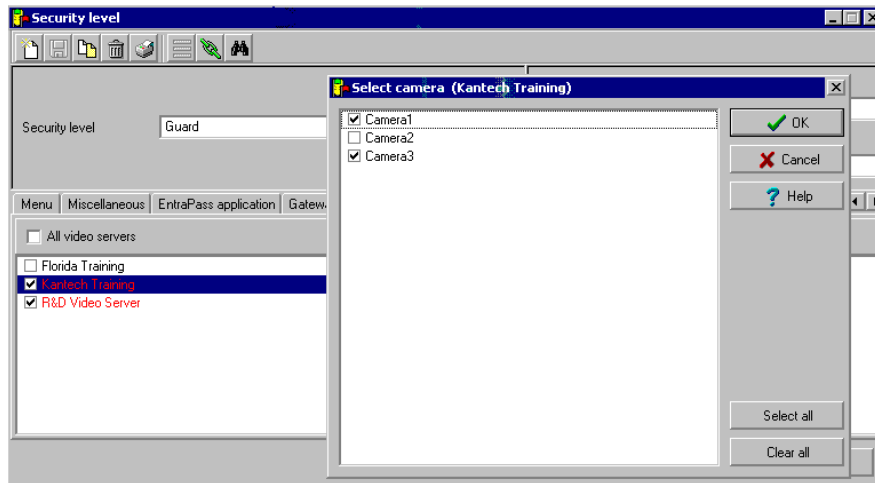 Security level
Select camera (Kantech Training)
Camera1
Camera2
Camera3
OK
Cancel
Help
Select all
Clear all
Security level
Guard
Menu
Miscellaneous
EntraPass application
All video servers
Florida Training
Kantech Training
R&D Video Server